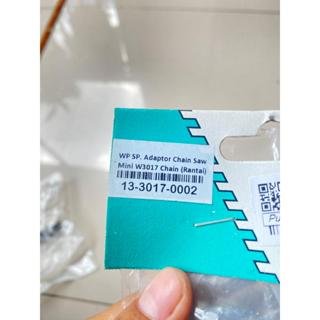 WP SP. Adaptor Chain Saw
Mini W3017 Chain (Rantai)
13-3017-0002